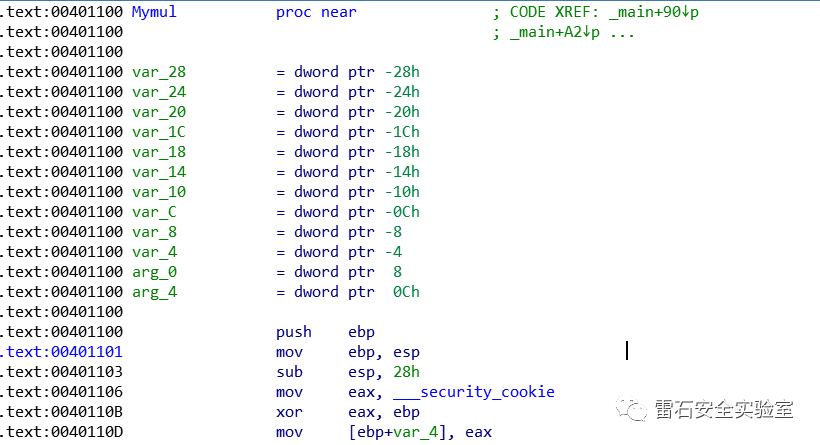 .text:00401100 Mymul proc near ; CODE XREF: _main+90↓p
.text:00401100 ; _main+A2↓p ...
.text:00401100
.text:00401100 var_28 = dword ptr -28h
.text:00401100 var_24 = dword ptr -24h
.text:00401100 var_20 = dword ptr -20h
.text:00401100 var_1C = dword ptr -1Ch
.text:00401100 var_18 = dword ptr -18h
.text:00401100 var_14 = dword ptr -14h
.text:00401100 var_10 = dword ptr -10h
.text:00401100 var_C = dword ptr -0Ch
.text:00401100 var_8 = dword ptr -8
.text:00401100 var_4 = dword ptr -4
.text:00401100 arg_0 = dword ptr 8
.text:00401100 arg_4 = dword ptr 0Ch
.text:00401100
.text:00401100 push ebp
.text:00401101 mov ebp, esp
.text:00401103 sub esp, 28h
.text:00401106 mov eax, ___security_cookie
.text:0040110B xor eax, ebp
.text:0040110D mov [ebp+var_4], eax
雷石安全实验室